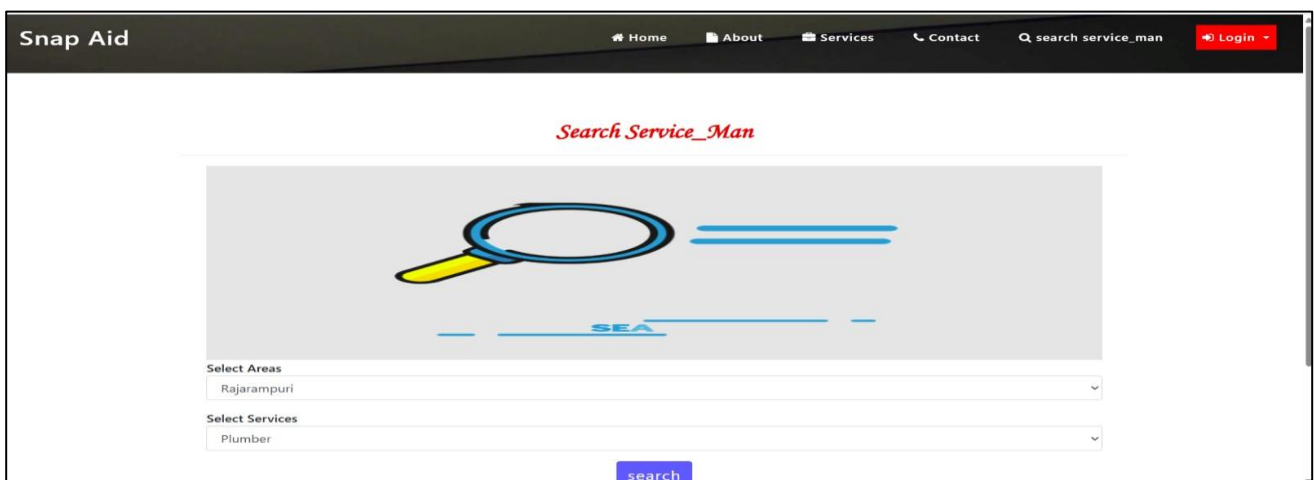 Snap Aid Home About Services Contact search service_man Login
Search Service_Man
SEA
Select Areas
Rajarampuri
Select Services
Plumber
search